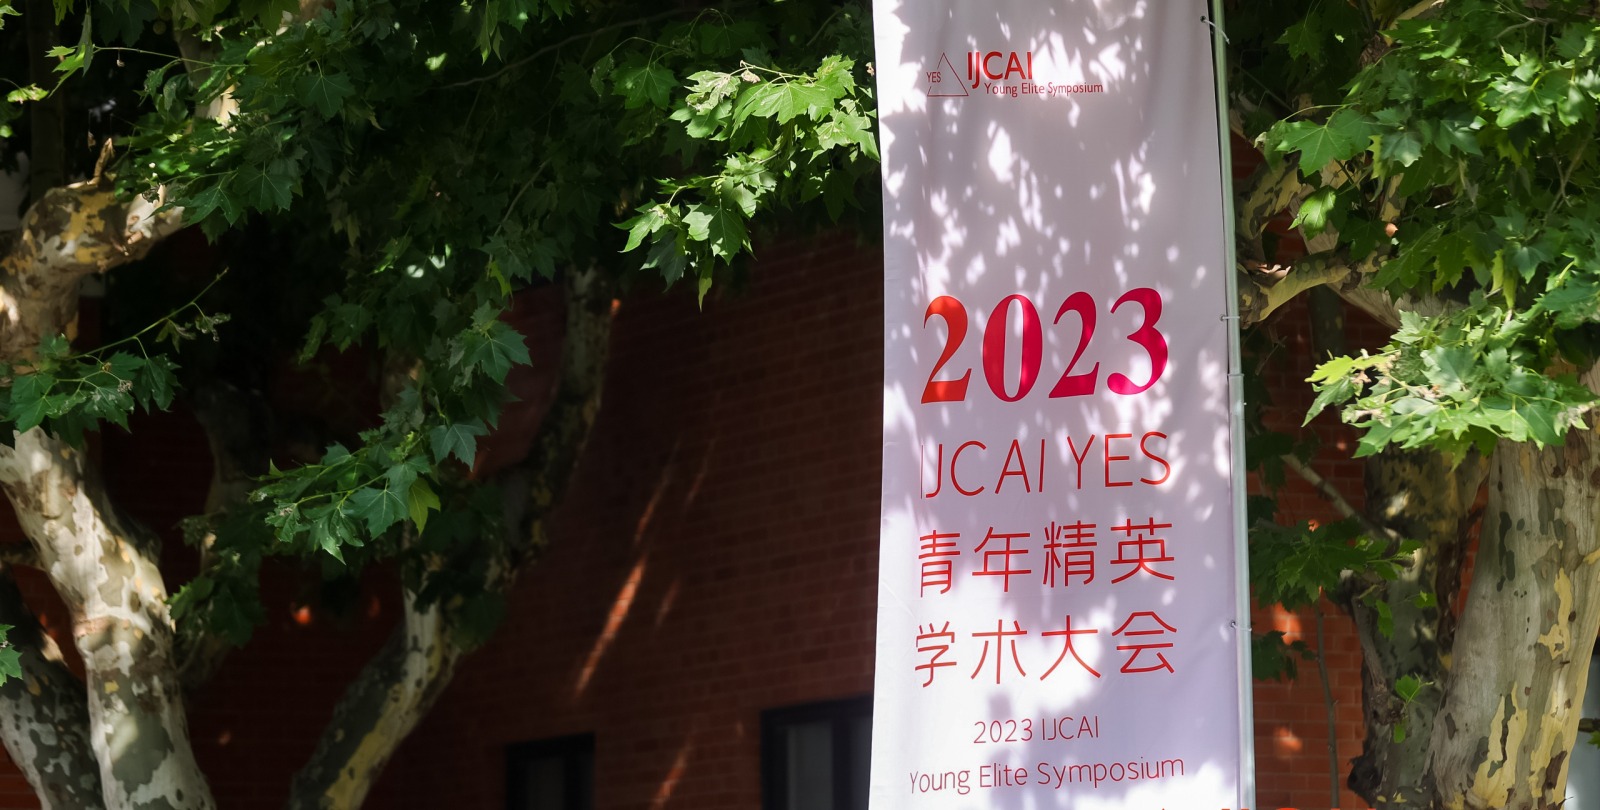 YES
IJCAI
Young Elite Symposium
2023
IJCAI YES
青年精英
学术大会
2023 IJCAI
Young Elite Symposium